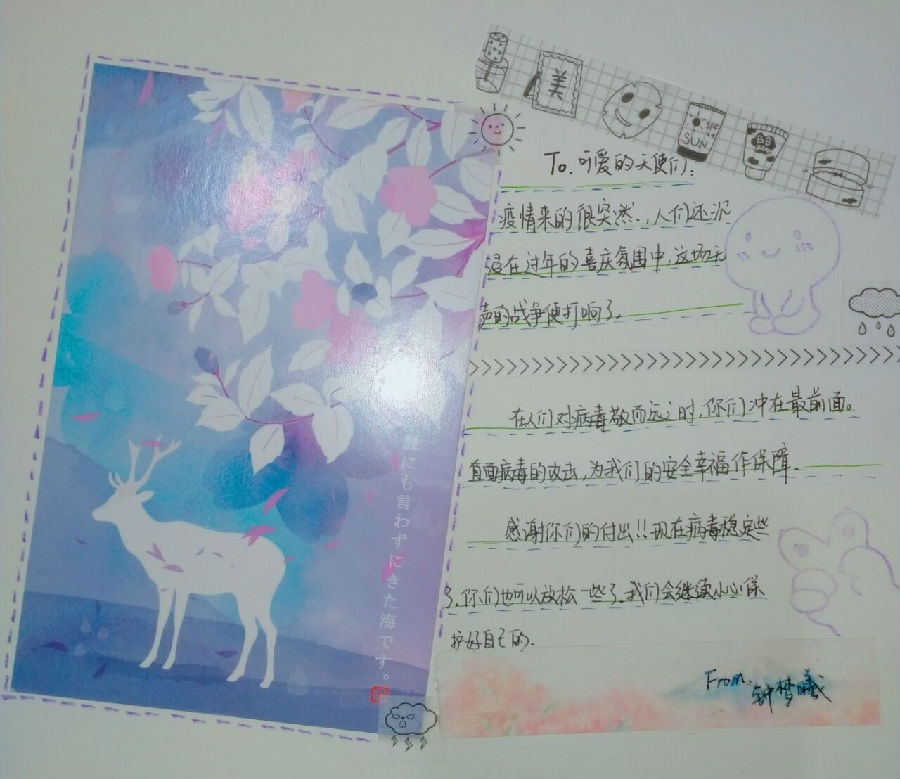 美
SPF
SUN
To. 可爱的天使们:
疫情来的很突然,人们还沉
浸在过年的喜庆氛围中,这场无
声的战争便打响了。
在人们对病毒敬而远之时,你们冲在最前面。
直面病毒的攻击,为我们的安全幸福作保障.
感谢你们的付出!!现在病毒稳定些
了,你们也可以放松一些了。我们会继续小心保
护好自己的.
From.
钟梦曦
誰にも言わずにきた海です。